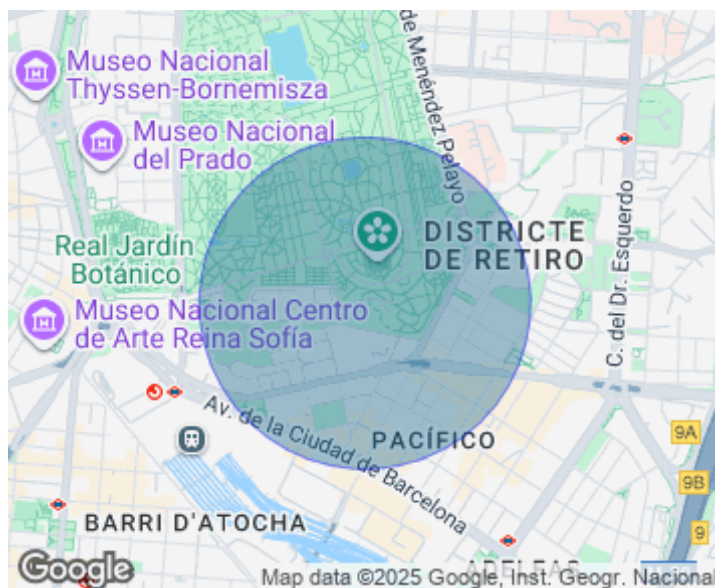 Museo Nacional
Thyssen-Bornemisza
de Menéndez Pelayo
Museo Nacional
del Prado
C. del Dr. Esquerdo
DISTRICTE
DE RETIRO
Real Jardín
Botánico
Museo Nacional Centro
de Arte Reina Sofía
Av. de la Ciudad de Barcelona
PACÍFICO
9A
9B
9
BARRI D'ATOCHA
ADELFAS
Google
Map data ©2025 Google, Inst. Geogr. Nacional